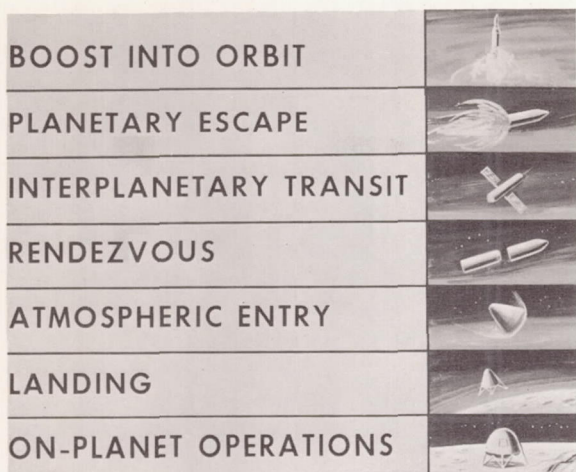 BOOST INTO ORBIT
PLANETARY ESCAPE
INTERPLANETARY TRANSIT
RENDEZVOUS
ATMOSPHERIC ENTRY
LANDING
ON-PLANET OPERATIONS